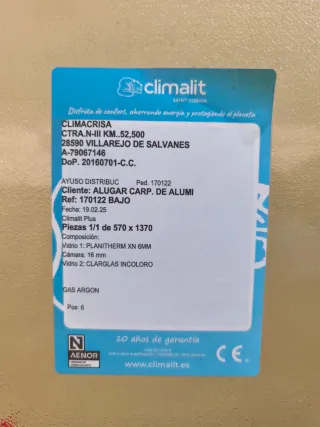 climalit
SAINT-GOBAIN
Disfruta de confort, ahorrando energía y protegiendo el planeta
CLIMACRISA
CTRA.N-III KM..52,500
28590 VILLAREJO DE SALVANES
A-79067146
DoP. 20160701-C.C.
AYUSO DISTRIBUC Ped. 170122
Cliente: ALUGAR CARP. DE ALUMI
Ref: 170122 BAJO
Fecha: 19.02.25
Climalit Plus
Piezas 1/1 de 570 x 1370
Composición:
Vidrio 1: PLANITHERM XN 6MM
Cámara: 16 mm
Vidrio 2: CLARGLAS INCOLORO
GAS ARGON
Pos: 6
10 años de garantía
N
AENOR
www.climalit.es
CE